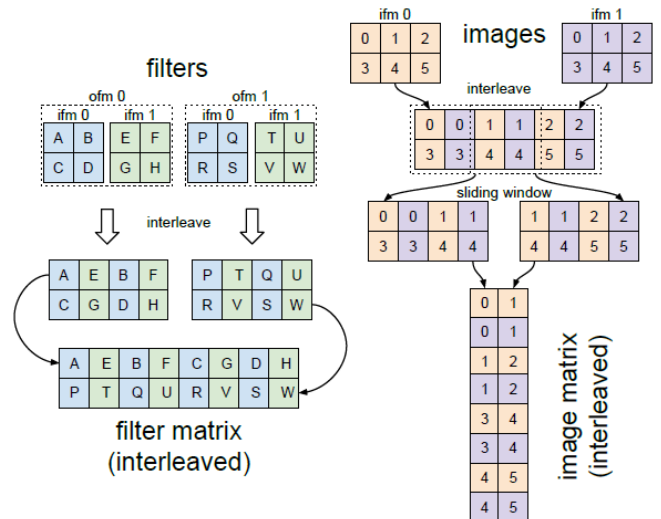 filters
ofm 0 ofm 1
ifm 0 ifm 1 ifm 0 ifm 1
A B E F P Q T U
C D G H R S V W
interleave
A E B F P T Q U
C G D H R V S W
A E B F C G D H
P T Q U R V S W
filter matrix
(interleaved)
images
ifm 0 ifm 1
0 1 2 0 1 2
3 4 5 3 4 5
interleave
0 0 1 1 2 2
3 3 4 4 5 5
sliding window
0 0 1 1 1 1 2 2
3 3 4 4 4 4 5 5
0 1
0 1
1 2
1 2
3 4
3 4
4 5
4 5
image matrix
(interleaved)